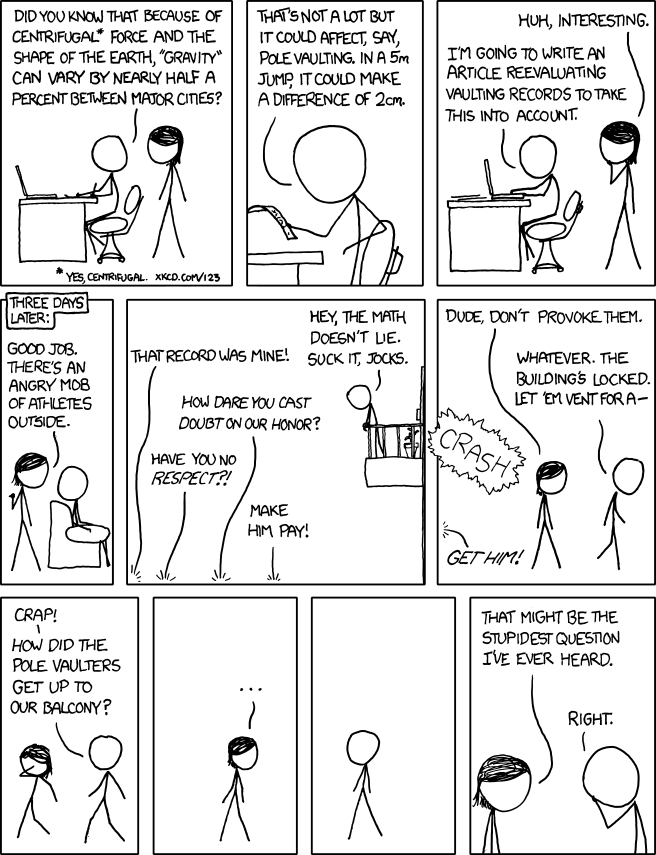 DID YOU KNOW THAT BECAUSE OF
CENTRIFUGAL* FORCE AND THE
SHAPE OF THE EARTH, "GRAVITY"
CAN VARY BY NEARLY HALF A
PERCENT BETWEEN MAJOR CITIES?
* YES, CENTRIFUGAL. XKCD.COM/123
THAT'S NOT A LOT BUT
IT COULD AFFECT, SAY,
POLE VAULTING. IN A 5m
JUMP, IT COULD MAKE
A DIFFERENCE OF 2cm.
HUH, INTERESTING.
I'M GOING TO WRITE AN
ARTICLE REEVALUATING
VAULTING RECORDS TO TAKE
THIS INTO ACCOUNT.
THREE DAYS
LATER:
GOOD JOB.
THERE'S AN
ANGRY MOB
OF ATHLETES
OUTSIDE.
THAT RECORD WAS MINE!
HOW DARE YOU CAST
DOUBT ON OUR HONOR?
HAVE YOU NO
RESPECT?!
MAKE
HIM PAY!
HEY, THE MATH
DOESN'T LIE.
SUCK IT, JOCKS.
DUDE, DON'T PROVOKE THEM.
WHATEVER. THE
BUILDING'S LOCKED.
LET 'EM VENT FOR A—
CRASH
GET HIM!
CRAP!
HOW DID THE
POLE VAULTERS
GET UP TO
OUR BALCONY?
...
THAT MIGHT BE THE
STUPIDEST QUESTION
I'VE EVER HEARD.
RIGHT.